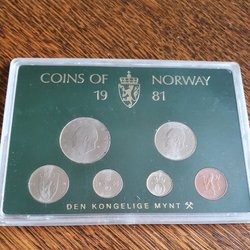 COINS OF NORWAY
19 81
DEN KONGELIGE MYNT